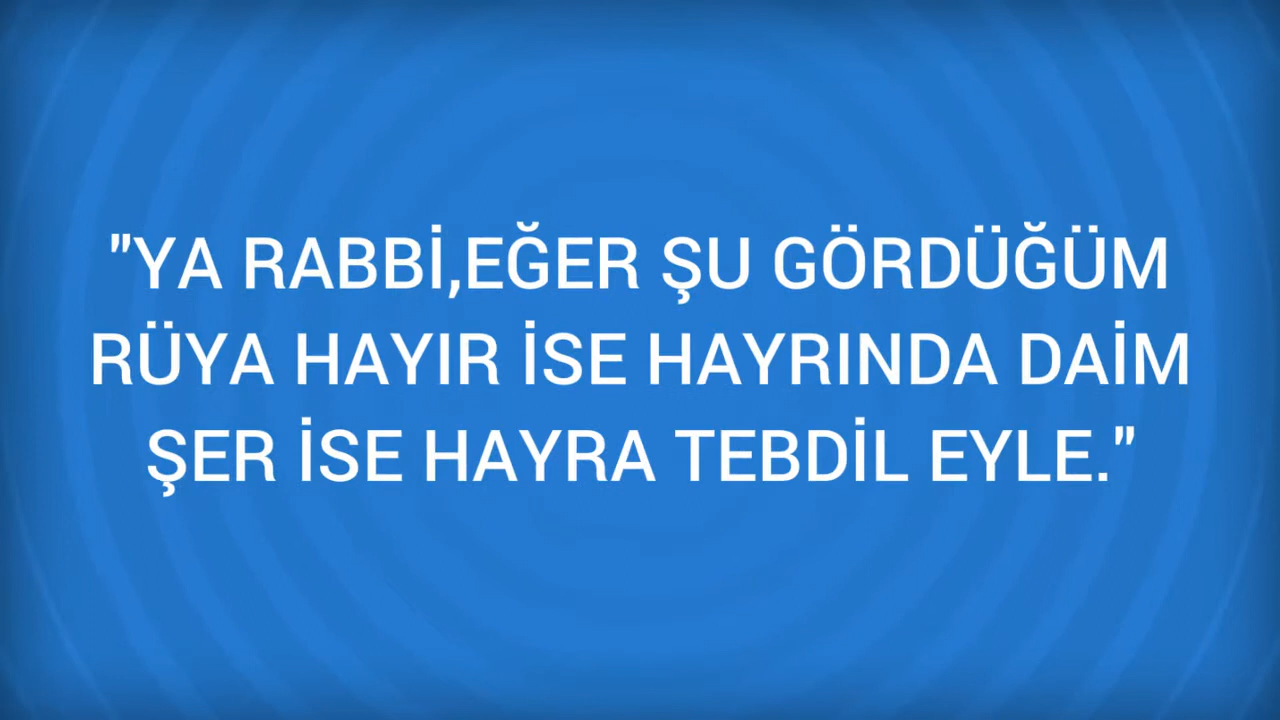 "YA RABBİ,EĞER ŞU GÖRDÜĞÜM
RÜYA HAYIR İSE HAYRINDA DAİM
ŞER İSE HAYRA TEBDİL EYLE."